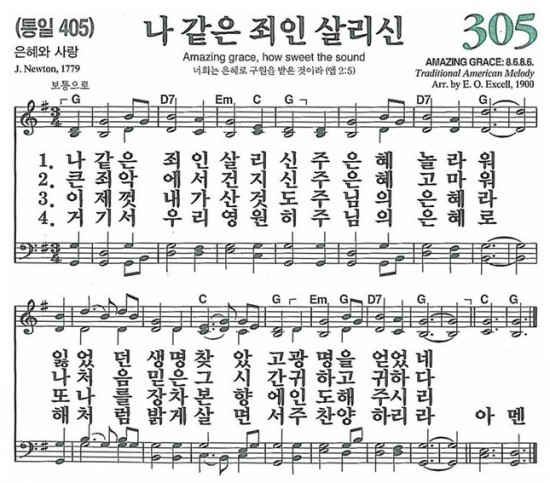 (통일 405)
나 같은 죄인 살리신
305
은혜와 사랑
Amazing grace, how sweet the sound
AMAZING GRACE: 8.6.8.6.
J. Newton, 1779
너희는 은혜로 구원을 받은 것이라 (엡 2:5)
Traditional American Melody
Arr. by E. O. Excell, 1900
보통으로
G C G Em G D7
1. 나 같은 죄인 살리신 주 은혜 놀라워
2. 큰 죄악에서 건지신 주 은혜 고마워
3. 이제껏 내가 산 것도 주님의 은혜라
4. 거기서 우리 영원히 주님의 은혜로
G C G Em G D7 G C G
잃었던 생명 찾았고 광명을 얻었네
나 처음 믿은 그 시간 귀하고 귀하다
또 나를 장차 본향에 인도해 주시리
해처럼 밝게 살면서 주 찬양하리라 아멘